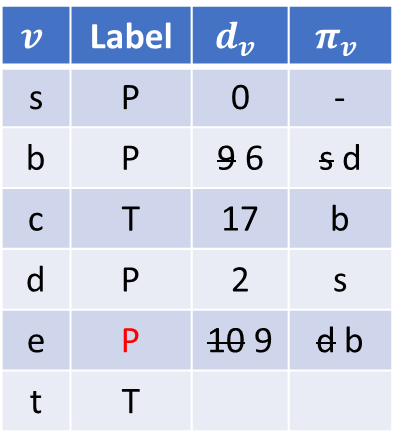 v Label d_v π_v
s P 0 -
b P ~~9~~ 6 ~~s~~ d
c T 17 b
d P 2 s
e P ~~10~~ 9 ~~d~~ b
t T